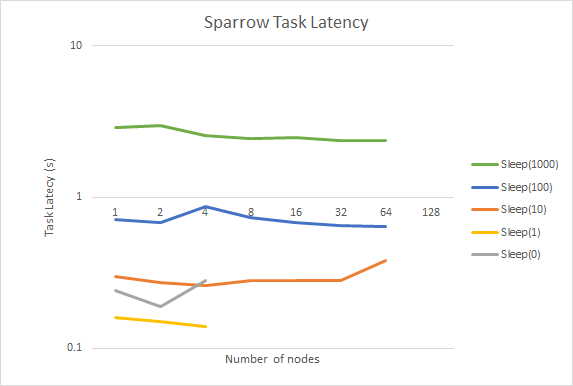 Sparrow Task Latency
10
1
0.1
Task Latecy (s)
1 2 4 8 16 32 64 128
Number of nodes
Sleep(1000)
Sleep(100)
Sleep(10)
Sleep(1)
Sleep(0)